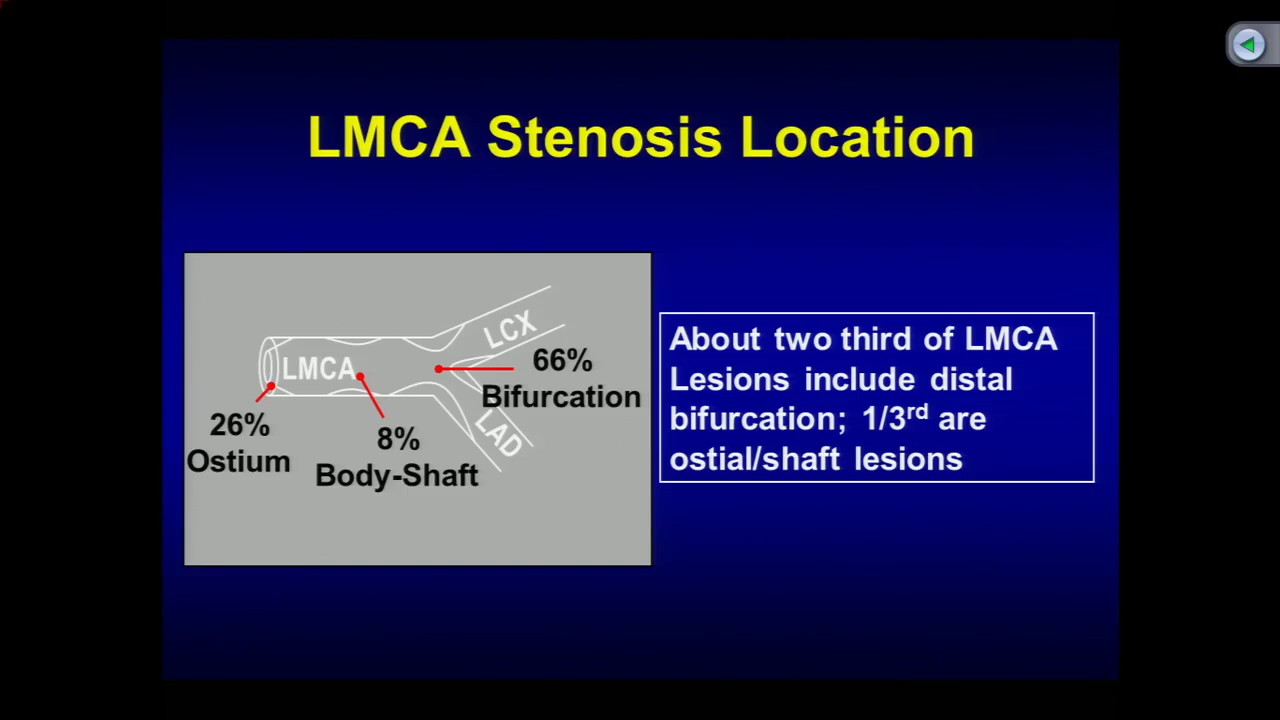 LMCA Stenosis Location
LCX
LMCA
66%
Bifurcation
LAD
26%
Ostium
8%
Body-Shaft
About two third of LMCA
Lesions include distal
bifurcation; 1/3rd are
ostial/shaft lesions